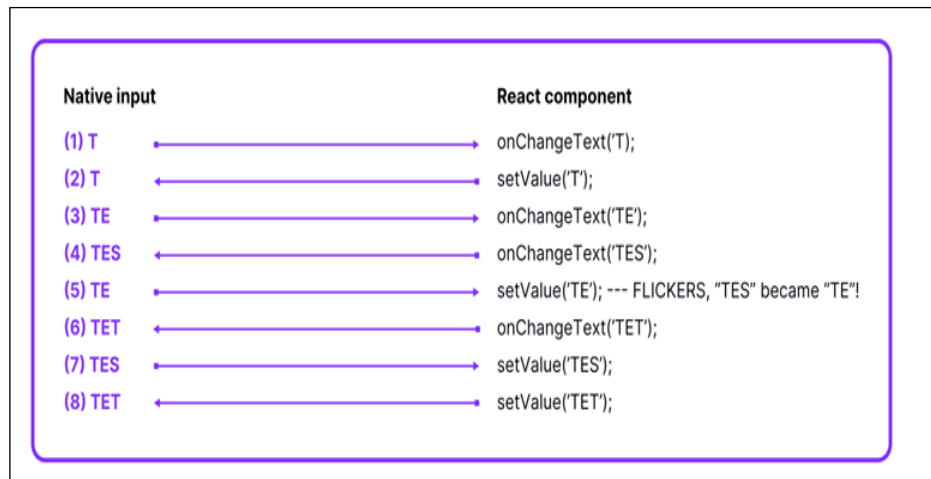 Native input React component
(1) T onChangeText('T);
(2) T setValue('T');
(3) TE onChangeText('TE');
(4) TES onChangeText('TES');
(5) TE setValue('TE'); --- FLICKERS, "TES" became "TE"!
(6) TET onChangeText('TET');
(7) TES setValue('TES');
(8) TET setValue('TET');